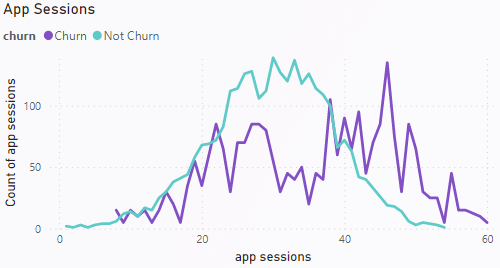 App Sessions
churn Churn Not Churn
100
50
0
Count of app sessions
0 20 40 60
app sessions